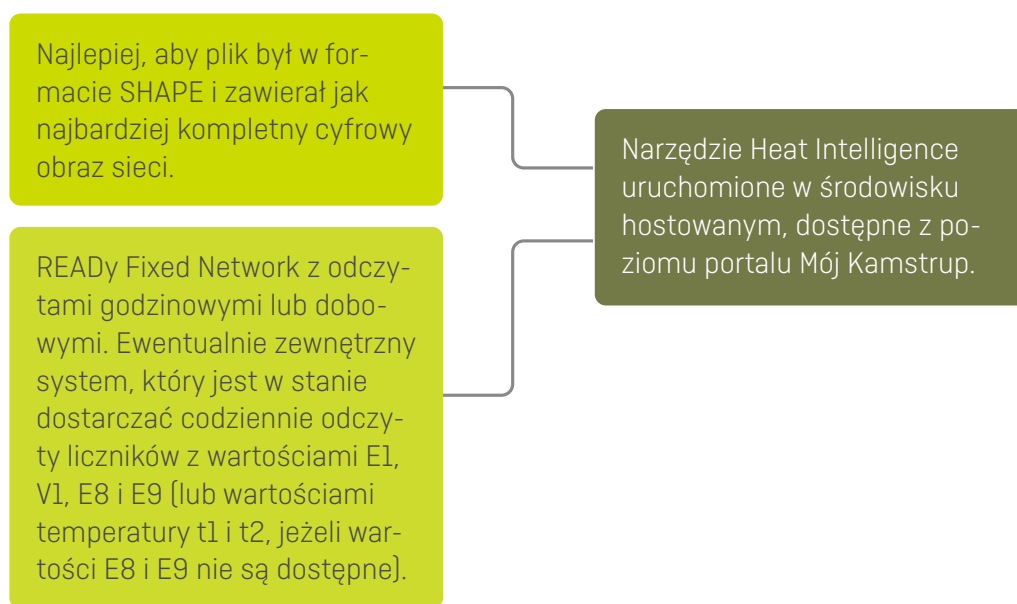 Najlepiej, aby plik był w for-
macie SHAPE i zawierał jak
najbardziej kompletny cyfrowy
obraz sieci.
READy Fixed Network z odczy-
tami godzinowymi lub dobo-
wymi. Ewentualnie zewnętrzny
system, który jest w stanie
dostarczać codziennie odczy-
ty liczników z wartościami E1,
V1, E8 i E9 (lub wartościami
temperatury t1 i t2, jeżeli war-
tości E8 i E9 nie są dostępne).
Narzędzie Heat Intelligence
uruchomione w środowisku
hostowanym, dostępne z po-
ziomu portalu Mój Kamstrup.